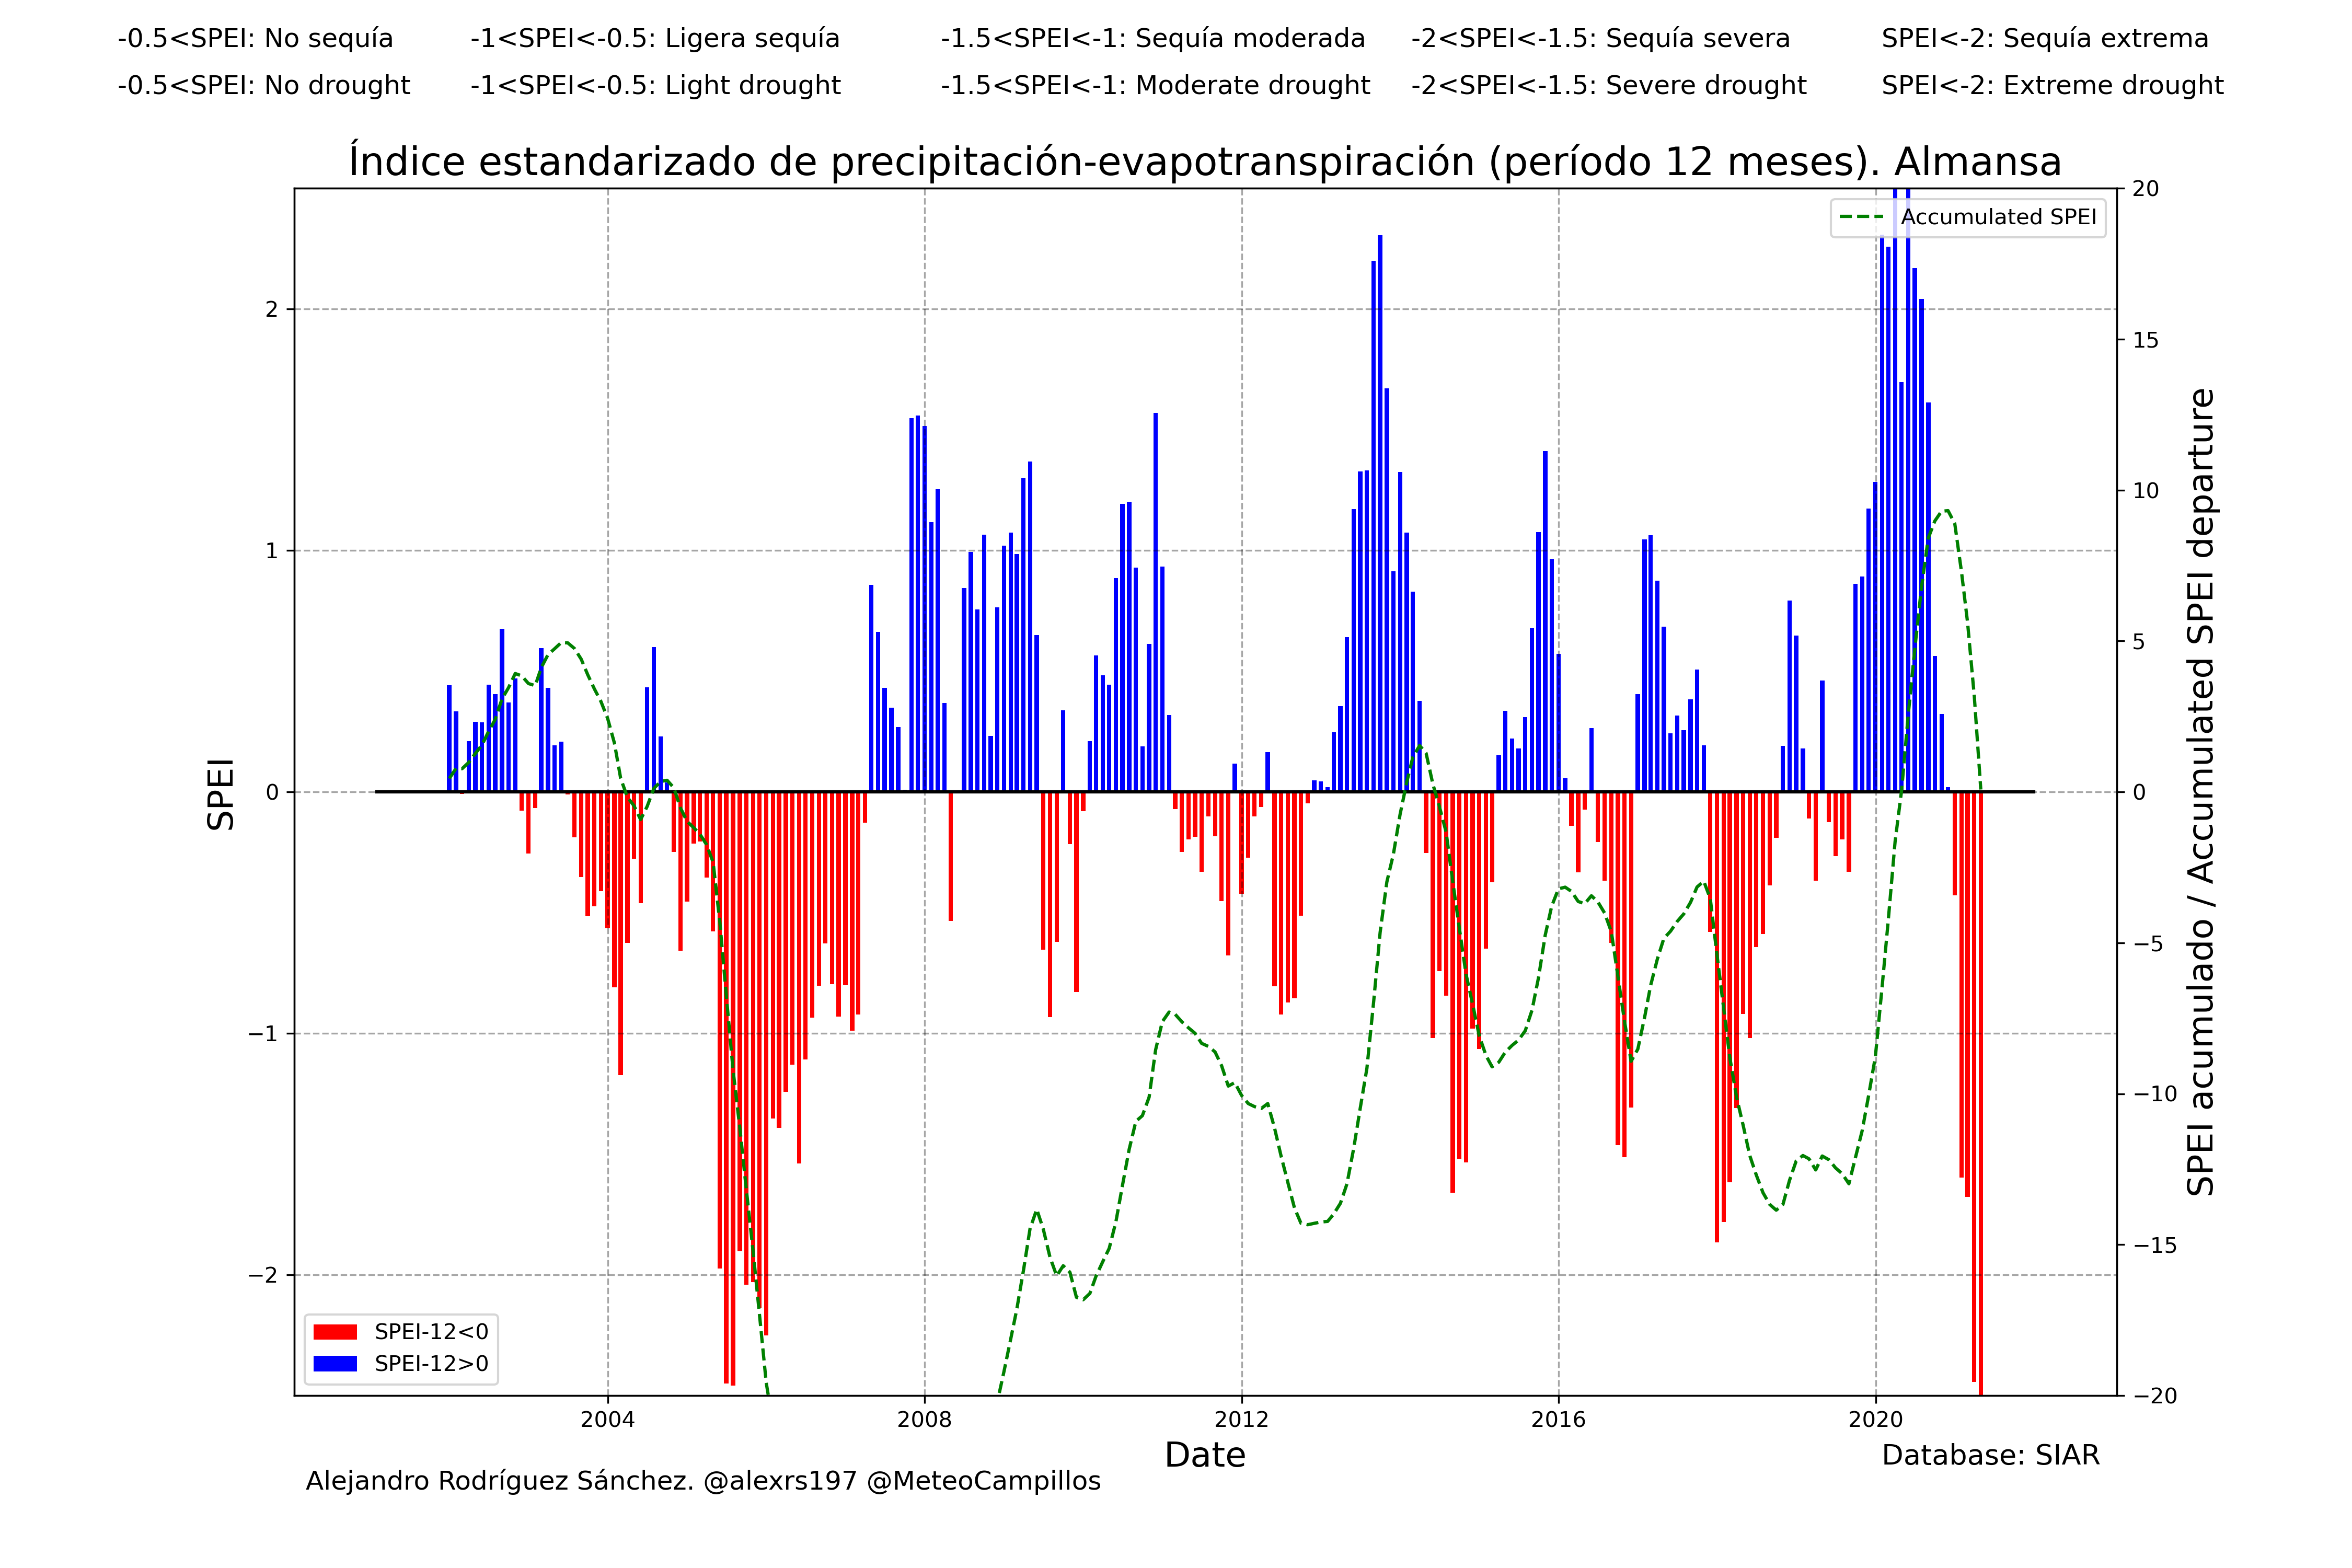 -0.5<SPEI: No sequía -1<SPEI<-0.5: Ligera sequía -1.5<SPEI<-1: Sequía moderada -2<SPEI<-1.5: Sequía severa SPEI<-2: Sequía extrema
-0.5<SPEI: No drought -1<SPEI<-0.5: Light drought -1.5<SPEI<-1: Moderate drought -2<SPEI<-1.5: Severe drought SPEI<-2: Extreme drought
Índice estandarizado de precipitación-evapotranspiración (período 12 meses). Almansa
Accumulated SPEI
SPEI
2
1
0
−1
−2
20
15
10
5
0
−5
−10
−15
−20
SPEI acumulado / Accumulated SPEI departure
SPEI-12<0
SPEI-12>0
2004 2008 2012 2016 2020
Date
Database: SIAR
Alejandro Rodríguez Sánchez. @alexrs197 @MeteoCampillos